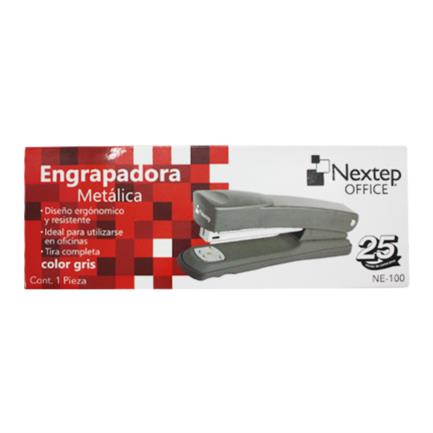 Engrapadora
Metálica
• Diseño ergónomico
y resistente
• Ideal para utilizarse
en oficinas
• Tira completa
color gris
Cont. 1 Pieza
Nextep
OFFICE
25
NE-100